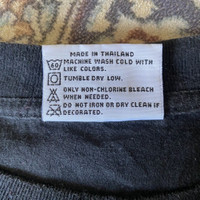 MADE IN THAILAND
MACHINE WASH COLD WITH
LIKE COLORS.
TUMBLE DRY LOW.
ONLY NON-CHLORINE BLEACH
WHEN NEEDED.
DO NOT IRON OR DRY CLEAN IF
DECORATED.